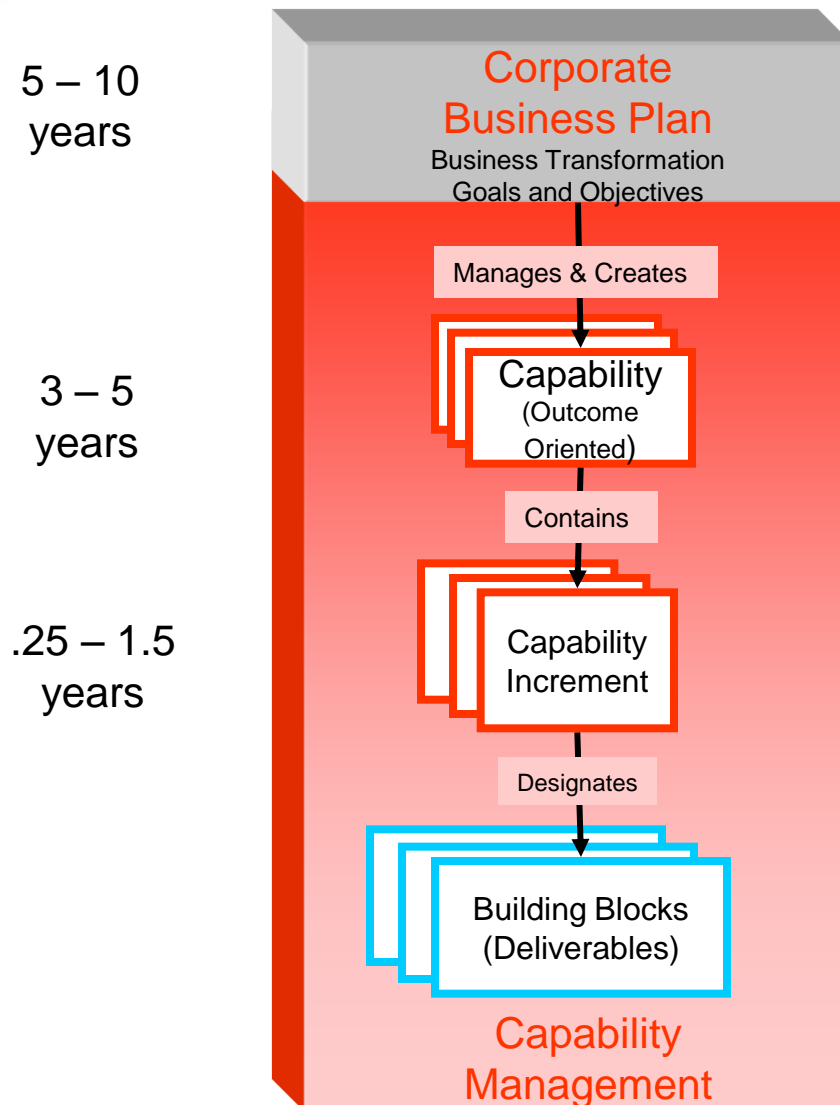 5 – 10
years
Corporate
Business Plan
Business Transformation
Goals and Objectives
Manages & Creates
3 – 5
years
Capability
(Outcome
Oriented)
Contains
.25 – 1.5
years
Capability
Increment
Designates
Building Blocks
(Deliverables)
Capability
Management